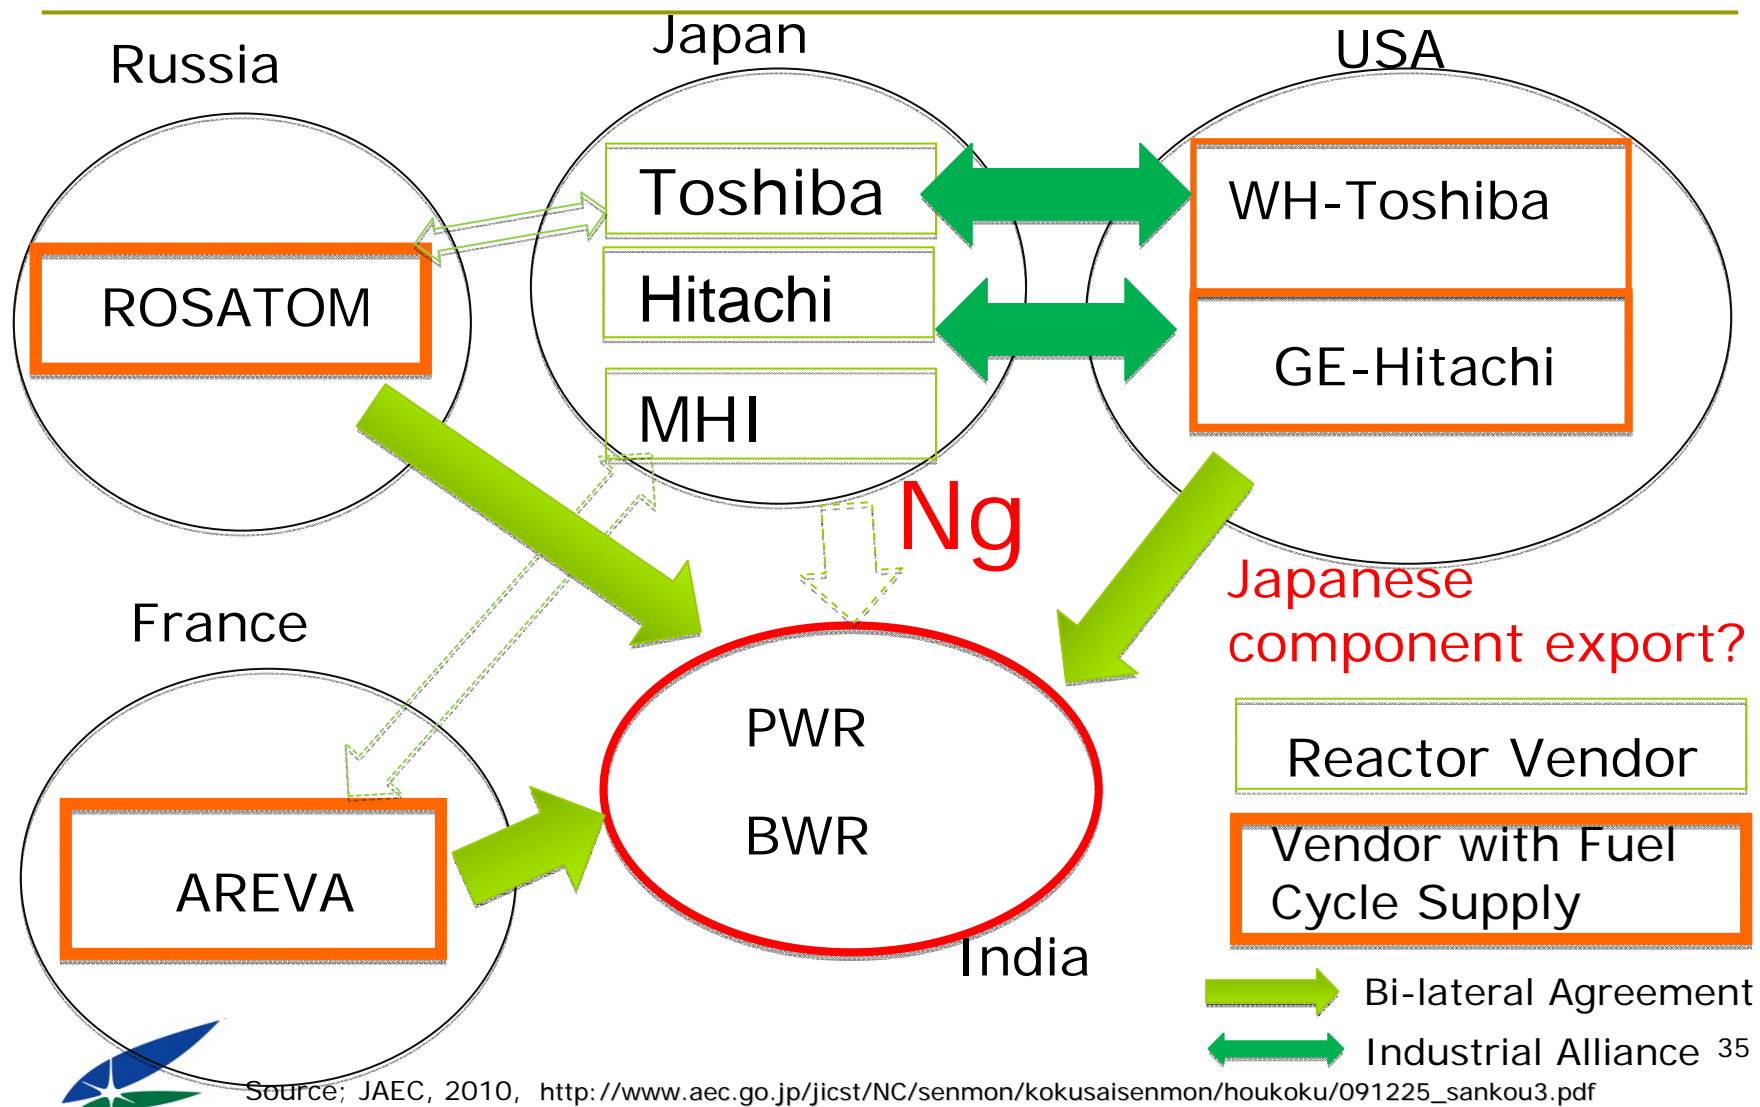 Russia
Japan
USA
Toshiba
WH-Toshiba
ROSATOM
Hitachi
GE-Hitachi
MHI
Ng
Japanese
component export?
France
PWR
BWR
AREVA
India
Reactor Vendor
Vendor with Fuel
Cycle Supply
Bi-lateral Agreement
Industrial Alliance
35
Source; JAEC, 2010, http://www.aec.go.jp/jicst/NC/senmon/kokusaisenmon/houkoku/091225_sankou3.pdf